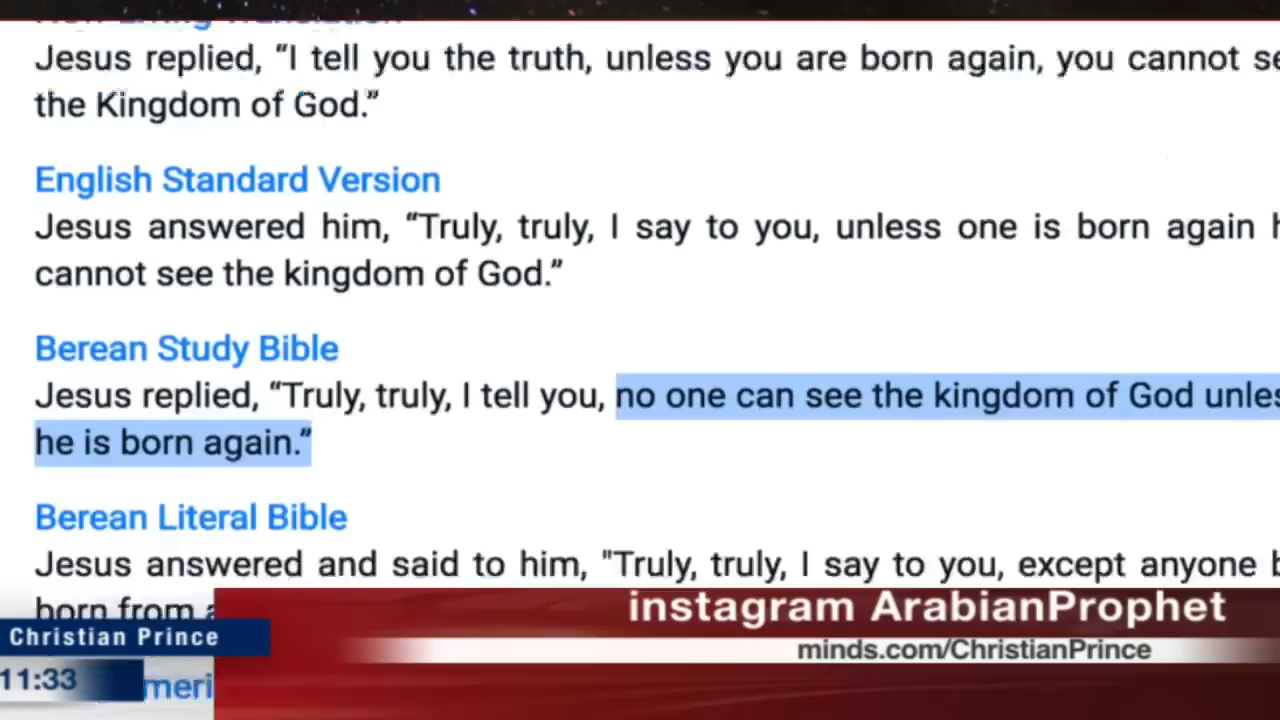 Jesus replied, “I tell you the truth, unless you are born again, you cannot se
the Kingdom of God.”
English Standard Version
Jesus answered him, “Truly, truly, I say to you, unless one is born again h
cannot see the kingdom of God.”
Berean Study Bible
Jesus replied, “Truly, truly, I tell you, no one can see the kingdom of God unles
he is born again.”
Berean Literal Bible
Jesus answered and said to him, "Truly, truly, I say to you, except anyone b
born from a
instagram ArabianProphet
Christian Prince
minds.com/ChristianPrince
11:33
meri